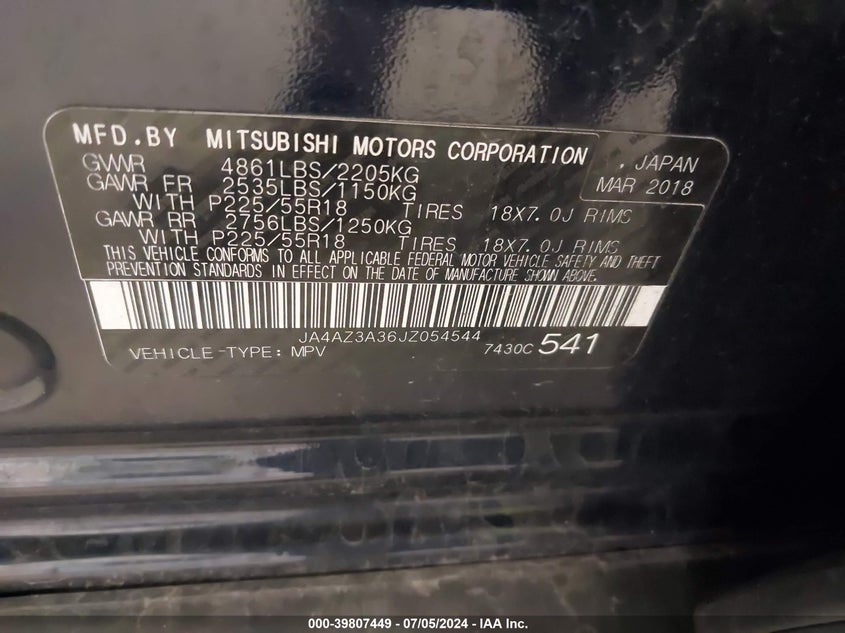 MFD.BY MITSUBISHI MOTORS CORPORATION
, JAPAN
MAR 2018
GVWR 4861LBS/2205KG
GAWR FR 2535LBS/1150KG
WITH P225/55R18 TIRES 18X7.0J RIMS
GAWR RR 2756LBS/1250KG
WITH P225/55R18 TIRES 18X7.0J RIMS
THIS VEHICLE CONFORMS TO ALL APPLICABLE FEDERAL MOTOR VEHICLE SAFETY AND THEFT
PREVENTION STANDARDS IN EFFECT ON THE DATE OF MANUFACTURE SHOWN ABOVE.
JA4AZ3A36JZ054544
VEHICLE-TYPE: MPV 7430C 541
000-39807449 - 07/05/2024 - IAA Inc.